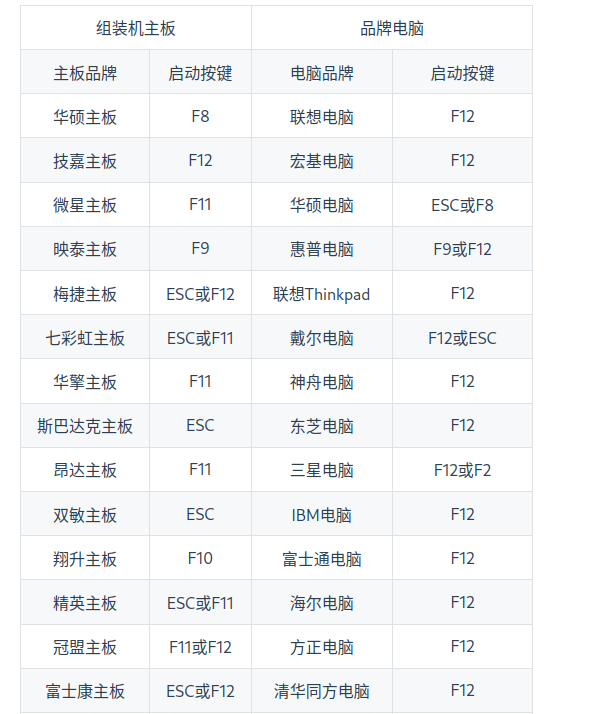 组装机主板 品牌电脑
主板品牌 启动按键 电脑品牌 启动按键
华硕主板 F8 联想电脑 F12
技嘉主板 F12 宏基电脑 F12
微星主板 F11 华硕电脑 ESC或F8
映泰主板 F9 惠普电脑 F9或F12
梅捷主板 ESC或F12 联想Thinkpad F12
七彩虹主板 ESC或F11 戴尔电脑 F12或ESC
华擎主板 F11 神舟电脑 F12
斯巴达克主板 ESC 东芝电脑 F12
昂达主板 F11 三星电脑 F12或F2
双敏主板 ESC IBM电脑 F12
翔升主板 F10 富士通电脑 F12
精英主板 ESC或F11 海尔电脑 F12
冠盟主板 F11或F12 方正电脑 F12
富士康主板 ESC或F12 清华同方电脑 F12